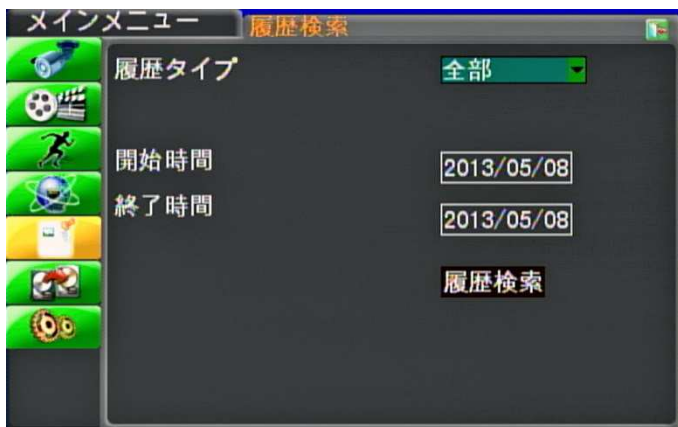 メインメニュー 履歴検索
履歴タイプ 全部
開始時間 2013/05/08
終了時間 2013/05/08
履歴検索